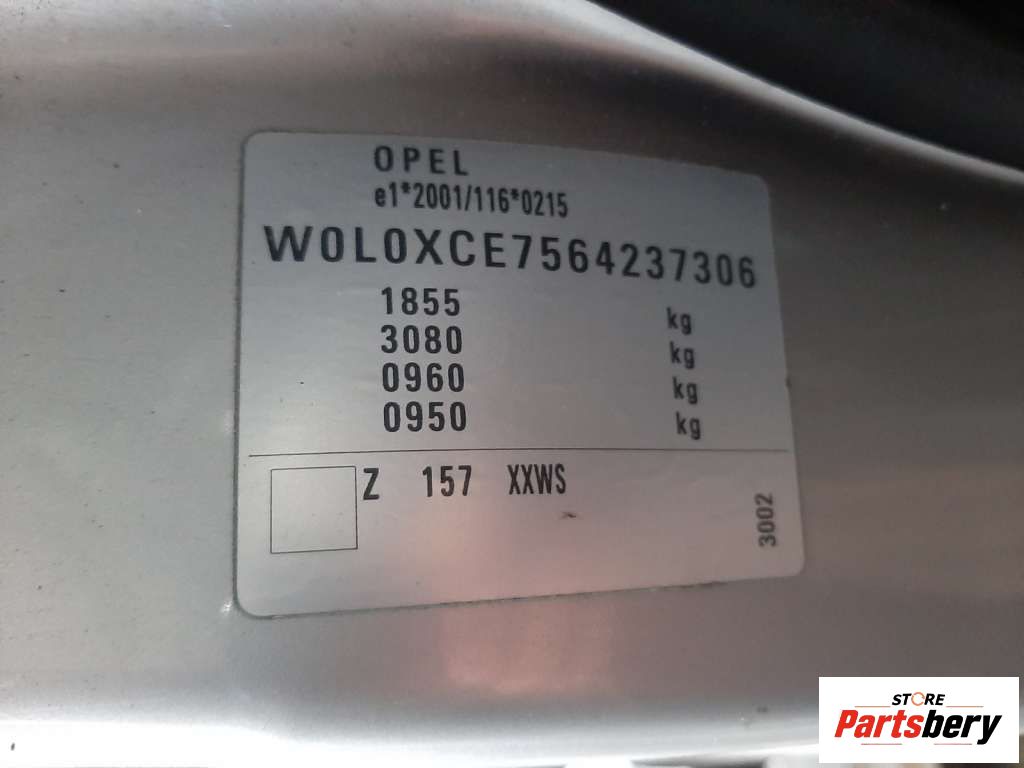 OPEL
e1*2001/116*0215
W0L0XCE7564237306
1855 kg
3080 kg
0960 kg
0950 kg
Z 157 XXWS
3002
STORE
Partsbery